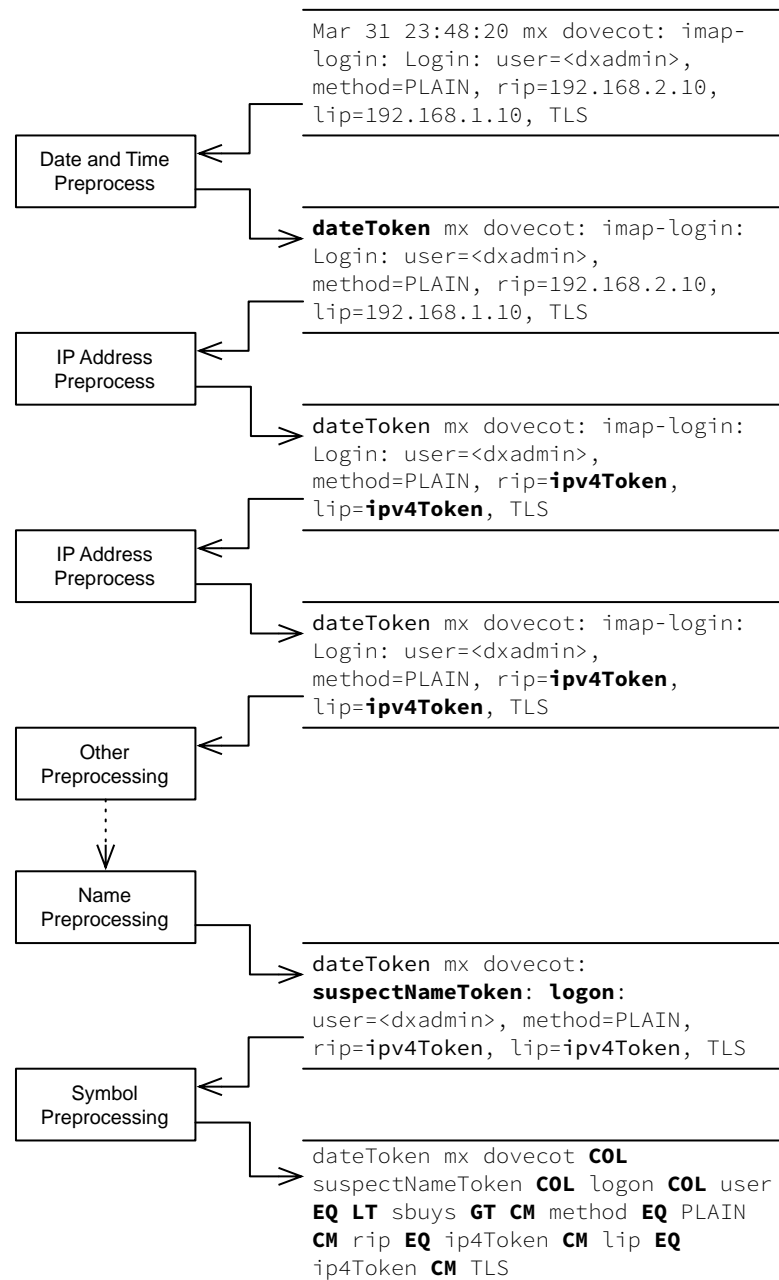 Mar 31 23:48:20 mx dovecot: imap-
login: Login: user=<dxadmin>,
method=PLAIN, rip=192.168.2.10,
lip=192.168.1.10, TLS
Date and Time
Preprocess
dateToken mx dovecot: imap-login:
Login: user=<dxadmin>,
method=PLAIN, rip=192.168.2.10,
lip=192.168.1.10, TLS
IP Address
Preprocess
dateToken mx dovecot: imap-login:
Login: user=<dxadmin>,
method=PLAIN, rip=ipv4Token,
lip=ipv4Token, TLS
IP Address
Preprocess
dateToken mx dovecot: imap-login:
Login: user=<dxadmin>,
method=PLAIN, rip=ipv4Token,
lip=ipv4Token, TLS
Other
Preprocessing
Name
Preprocessing
dateToken mx dovecot:
suspectNameToken: logon:
user=<dxadmin>, method=PLAIN,
rip=ipv4Token, lip=ipv4Token, TLS
Symbol
Preprocessing
dateToken mx dovecot COL
suspectNameToken COL logon COL user
EQ LT sbuys GT CM method EQ PLAIN
CM rip EQ ip4Token CM lip EQ
ip4Token CM TLS